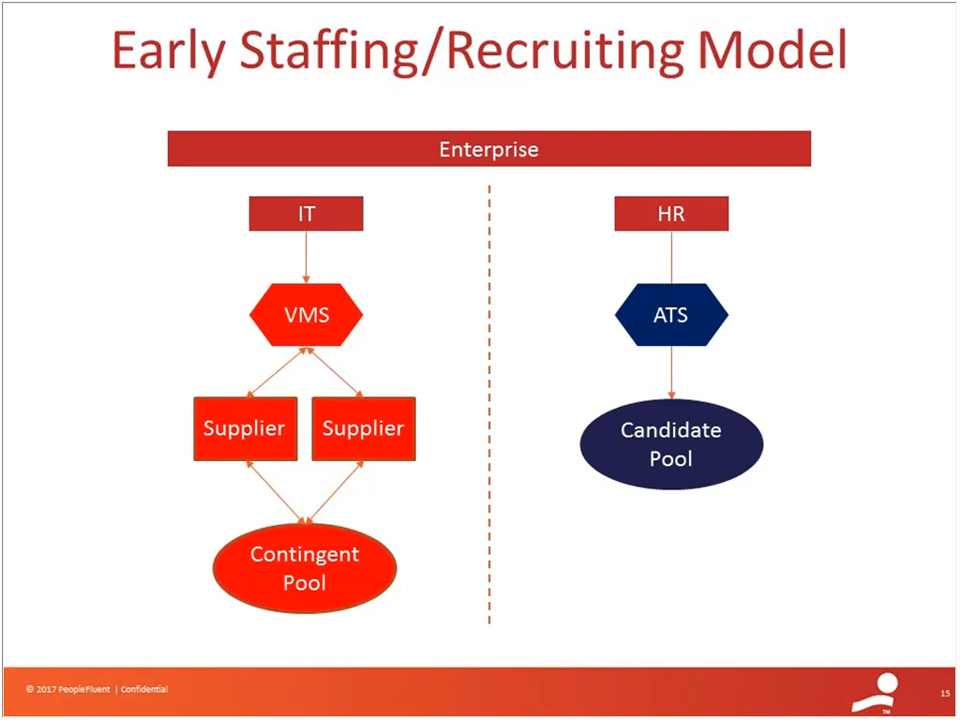 Early Staffing/Recruiting Model
Enterprise
IT
HR
VMS
ATS
Supplier
Supplier
Candidate
Pool
Contingent
Pool
© 2017 PeopleFluent | Confidential
15
TM